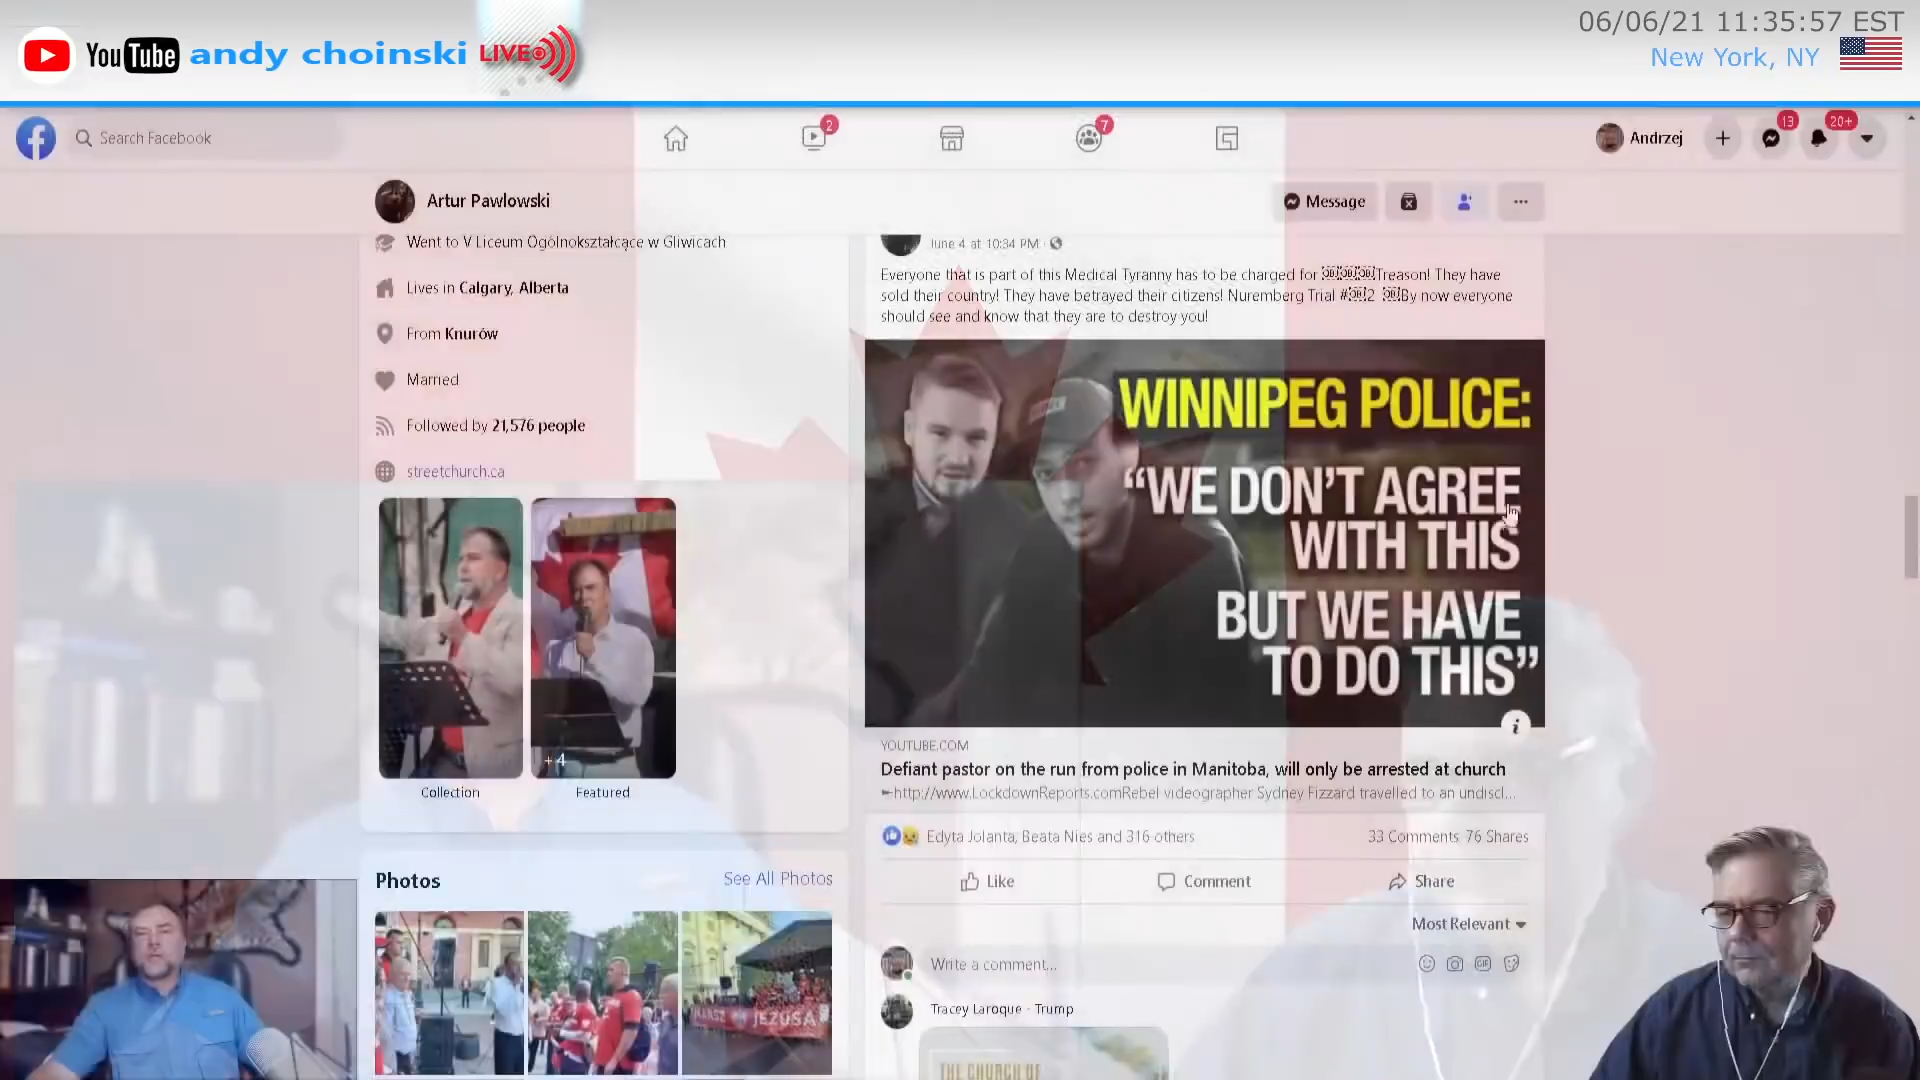 YouTube andy choinski LIVE
06/06/21 11:35:57 EST
New York, NY
Search Facebook
2
7
Andrzej
13
20+
Artur Pawlowski
Message
Went to V Liceum Ogólnokształcące w Gliwicach
Lives in Calgary, Alberta
From Knurów
Married
Followed by 21,576 people
streetchurch.ca
+4
Collection
Featured
Photos
See All Photos
MARSZ
JEZUSA
June 4 at 10:34 PM
Everyone that is part of this Medical Tyranny has to be charged for Treason! They have
sold their country! They have betrayed their citizens! Nuremberg Trial # 2 By now everyone
should see and know that they are to destroy you!
WINNIPEG POLICE:
“WE DON’T AGREE
WITH THIS
BUT WE HAVE
TO DO THIS”
YOUTUBE.COM
Defiant pastor on the run from police in Manitoba, will only be arrested at church
http://www.LockdownReports.comRebel videographer Sydney Fizzard travelled to an undiscl...
Edyta Jolanta, Beata Nies and 316 others
33 Comments 76 Shares
Like
Comment
Share
Most Relevant
Write a comment...
GIF
Tracey Laroque - Trump
THE CHURCH OF